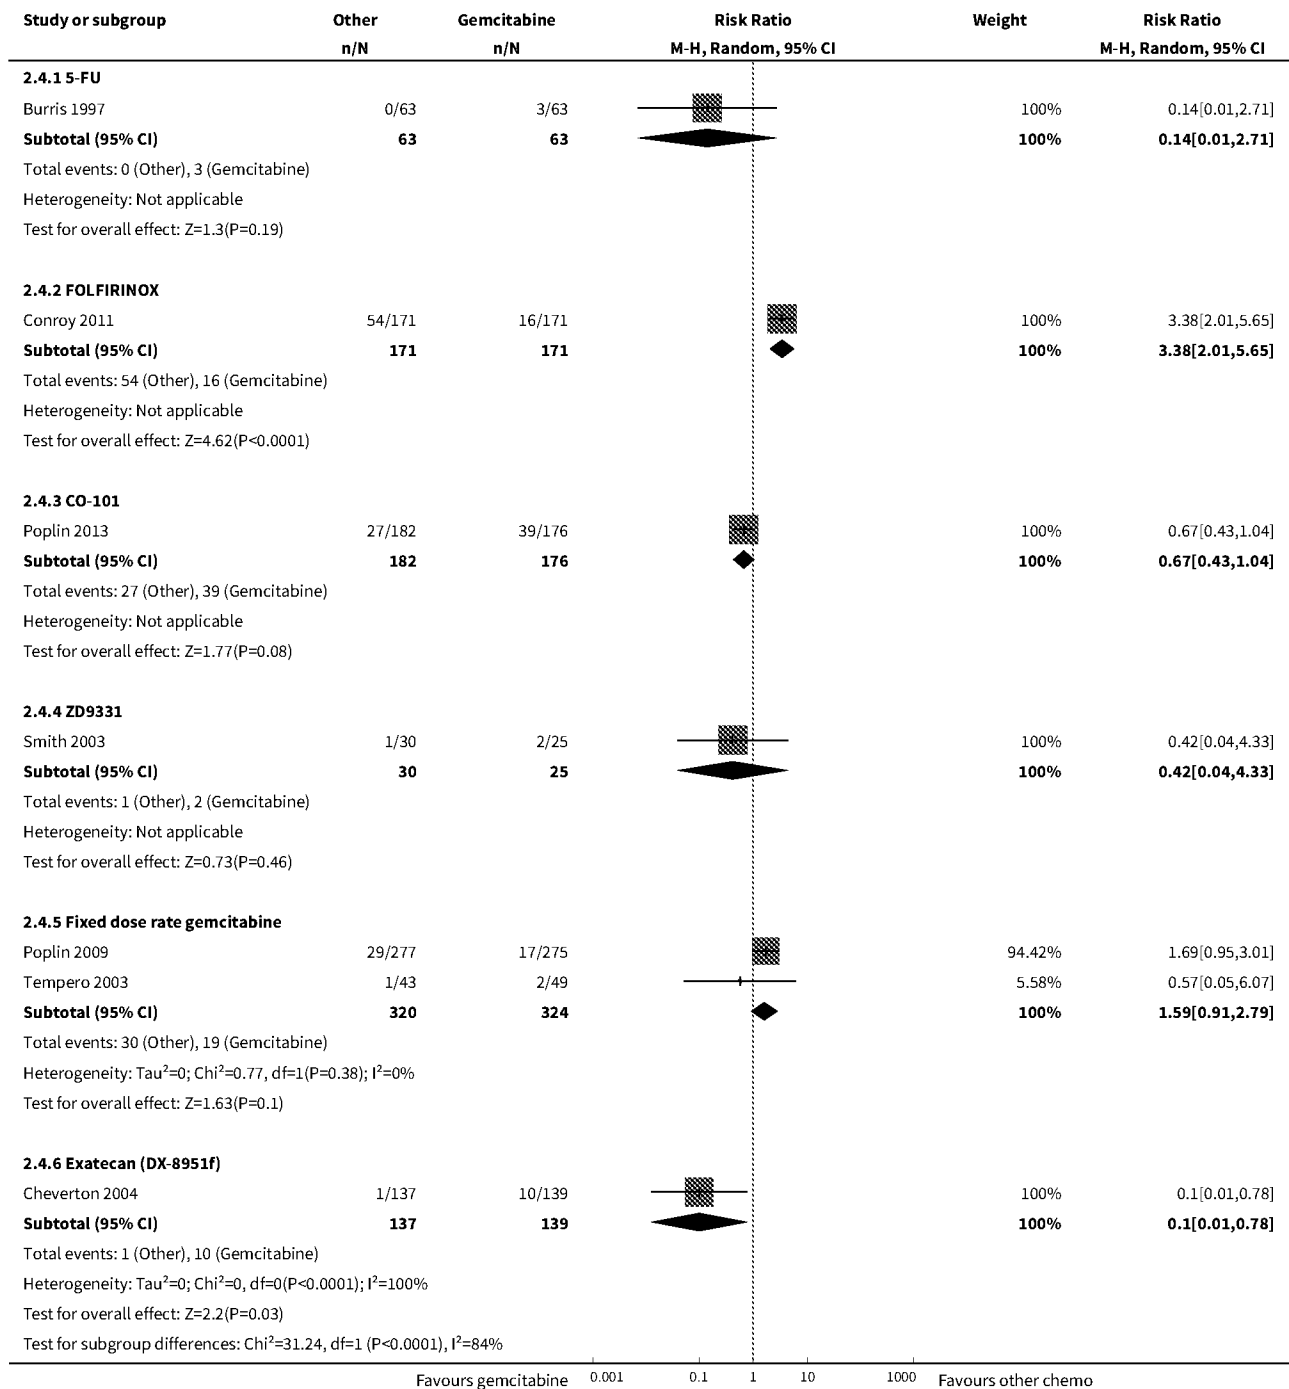 Study or subgroup Other Gemcitabine Risk Ratio Weight Risk Ratio
n/N n/N M-H, Random, 95% CI M-H, Random, 95% CI
2.4.1 5-FU
Burris 1997 0/63 3/63 100% 0.14[0.01,2.71]
Subtotal (95% CI) 63 63 100% 0.14[0.01,2.71]
Total events: 0 (Other), 3 (Gemcitabine)
Heterogeneity: Not applicable
Test for overall effect: Z=1.3(P=0.19)
2.4.2 FOLFIRINOX
Conroy 2011 54/171 16/171 100% 3.38[2.01,5.65]
Subtotal (95% CI) 171 171 100% 3.38[2.01,5.65]
Total events: 54 (Other), 16 (Gemcitabine)
Heterogeneity: Not applicable
Test for overall effect: Z=4.62(P<0.0001)
2.4.3 CO-101
Poplin 2013 27/182 39/176 100% 0.67[0.43,1.04]
Subtotal (95% CI) 182 176 100% 0.67[0.43,1.04]
Total events: 27 (Other), 39 (Gemcitabine)
Heterogeneity: Not applicable
Test for overall effect: Z=1.77(P=0.08)
2.4.4 ZD9331
Smith 2003 1/30 2/25 100% 0.42[0.04,4.33]
Subtotal (95% CI) 30 25 100% 0.42[0.04,4.33]
Total events: 1 (Other), 2 (Gemcitabine)
Heterogeneity: Not applicable
Test for overall effect: Z=0.73(P=0.46)
2.4.5 Fixed dose rate gemcitabine
Poplin 2009 29/277 17/275 94.42% 1.69[0.95,3.01]
Tempero 2003 1/43 2/49 5.58% 0.57[0.05,6.07]
Subtotal (95% CI) 320 324 100% 1.59[0.91,2.79]
Total events: 30 (Other), 19 (Gemcitabine)
Heterogeneity: Tau²=0; Chi²=0.77, df=1(P=0.38); I²=0%
Test for overall effect: Z=1.63(P=0.1)
2.4.6 Exatecan (DX-8951f)
Cheverton 2004 1/137 10/139 100% 0.1[0.01,0.78]
Subtotal (95% CI) 137 139 100% 0.1[0.01,0.78]
Total events: 1 (Other), 10 (Gemcitabine)
Heterogeneity: Tau²=0; Chi²=0, df=0(P<0.0001); I²=100%
Test for overall effect: Z=2.2(P=0.03)
Test for subgroup differences: Chi²=31.24, df=1 (P<0.0001), I²=84%
Favours gemcitabine 0.001 0.1 1 10 1000 Favours other chemo